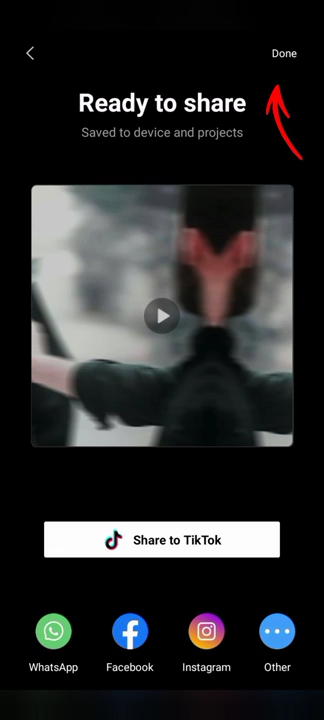 Done
Ready to share
Saved to device and projects
Share to TikTok
WhatsApp
Facebook
Instagram
Other